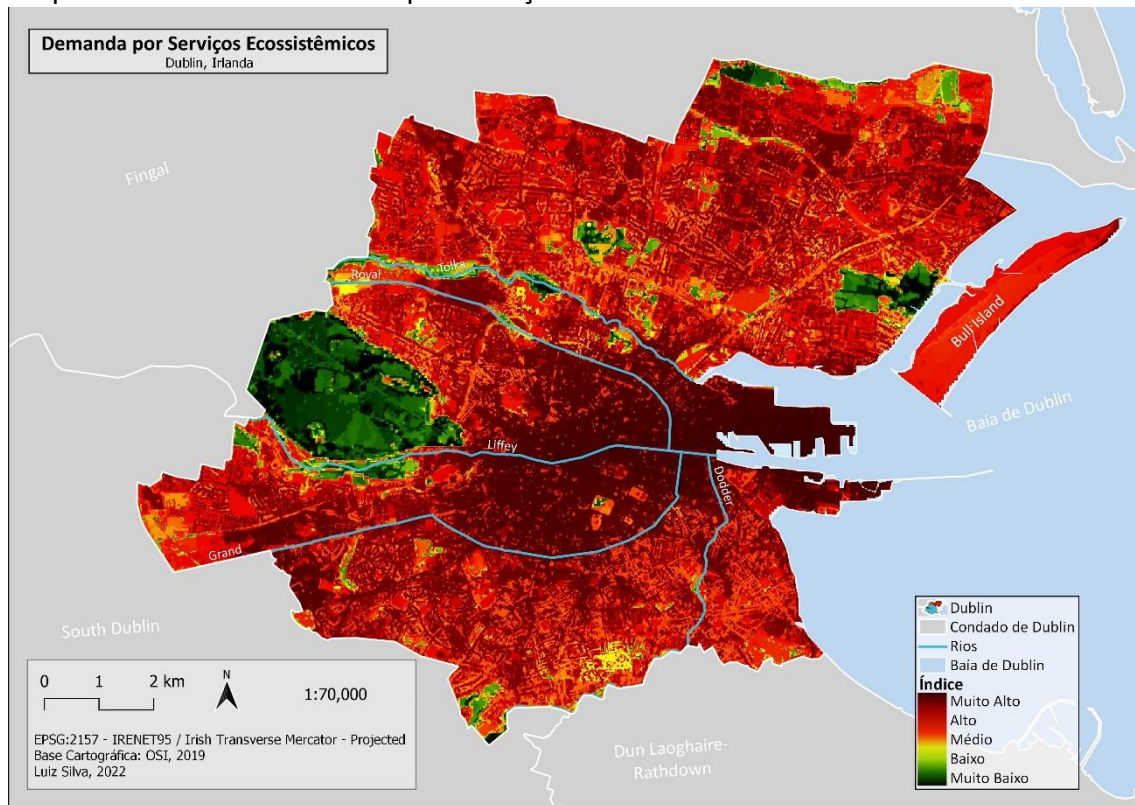 Demanda por Serviços Ecossistêmicos
Dublin, Irlanda
Fingal
Royal
Tolka
Bull Island
Baía de Dublin
Liffey
Dodder
Grand
South Dublin
Dun Laoghaire-
Rathdown
0 1 2 km
N
1:70,000
EPSG:2157 - IRENET95 / Irish Transverse Mercator - Projected
Base Cartográfica: OSI, 2019
Luiz Silva, 2022
Dublin
Condado de Dublin
Rios
Baía de Dublin
Índice
Muito Alto
Alto
Médio
Baixo
Muito Baixo